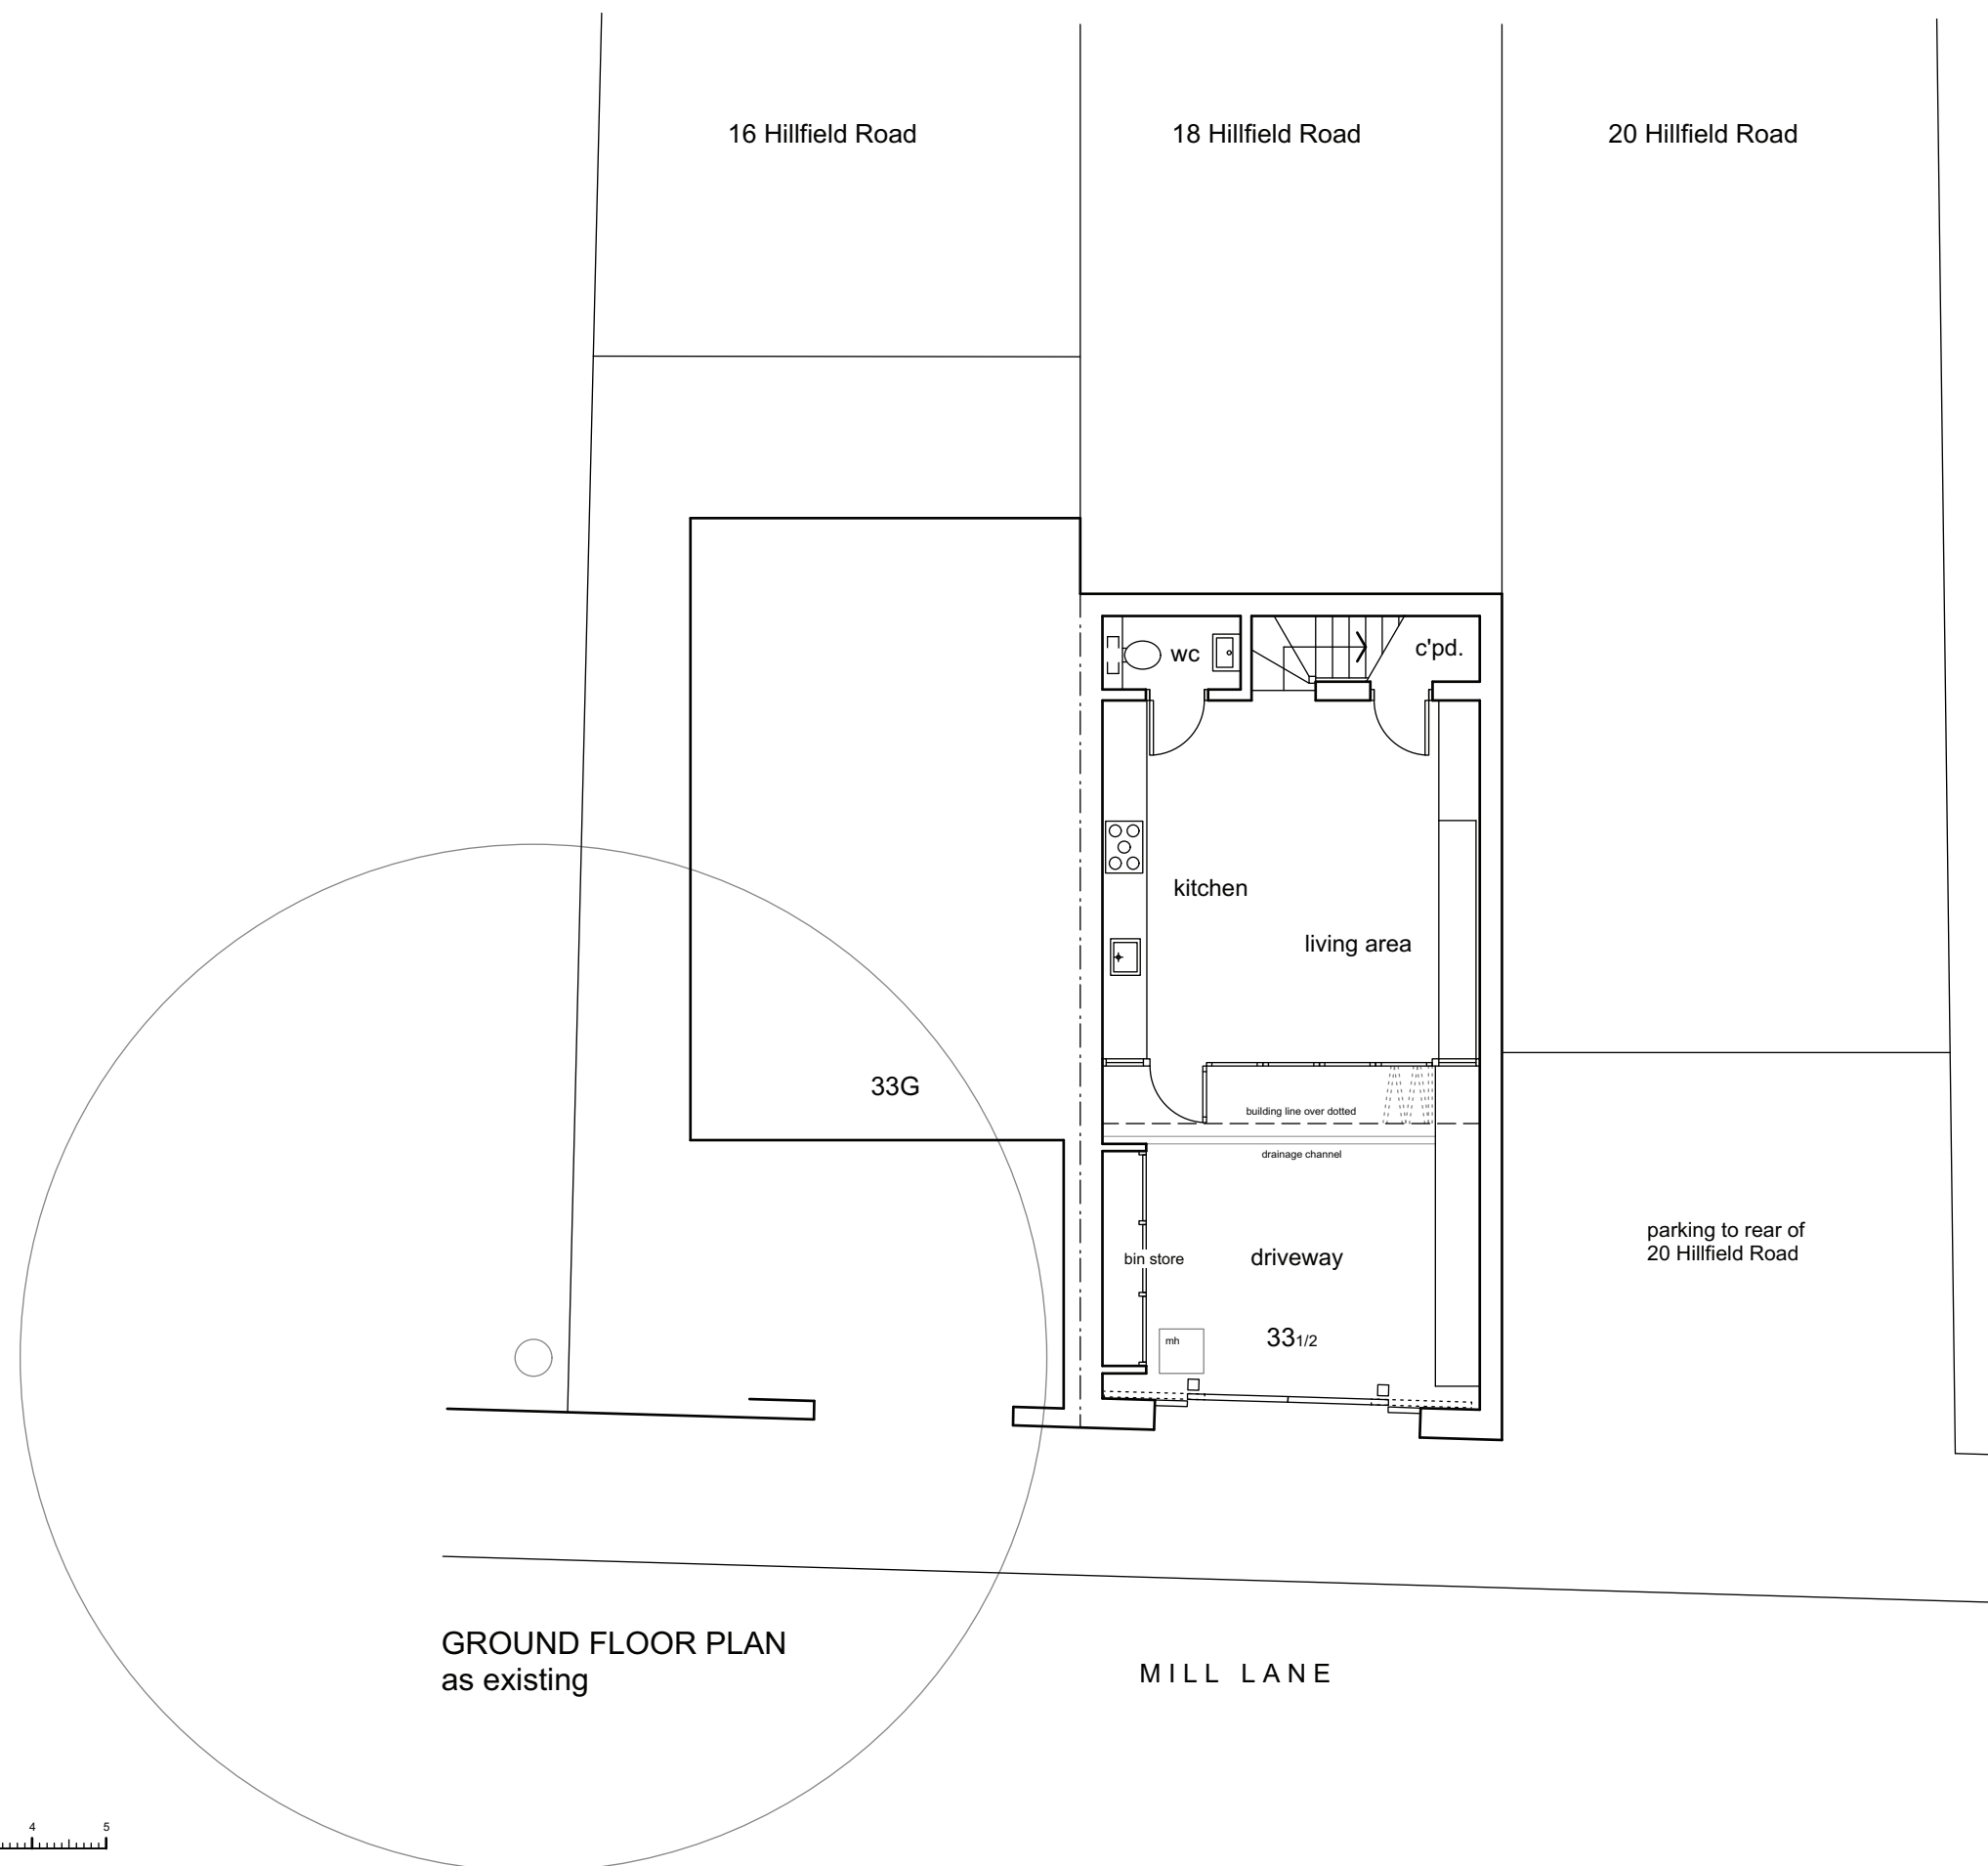 16 Hillfield Road
18 Hillfield Road
20 Hillfield Road
wc
c'pd.
kitchen
living area
33G
building line over dotted
drainage channel
parking to rear of
20 Hillfield Road
bin store
driveway
mh
331/2
GROUND FLOOR PLAN
as existing
MILL LANE
4
5